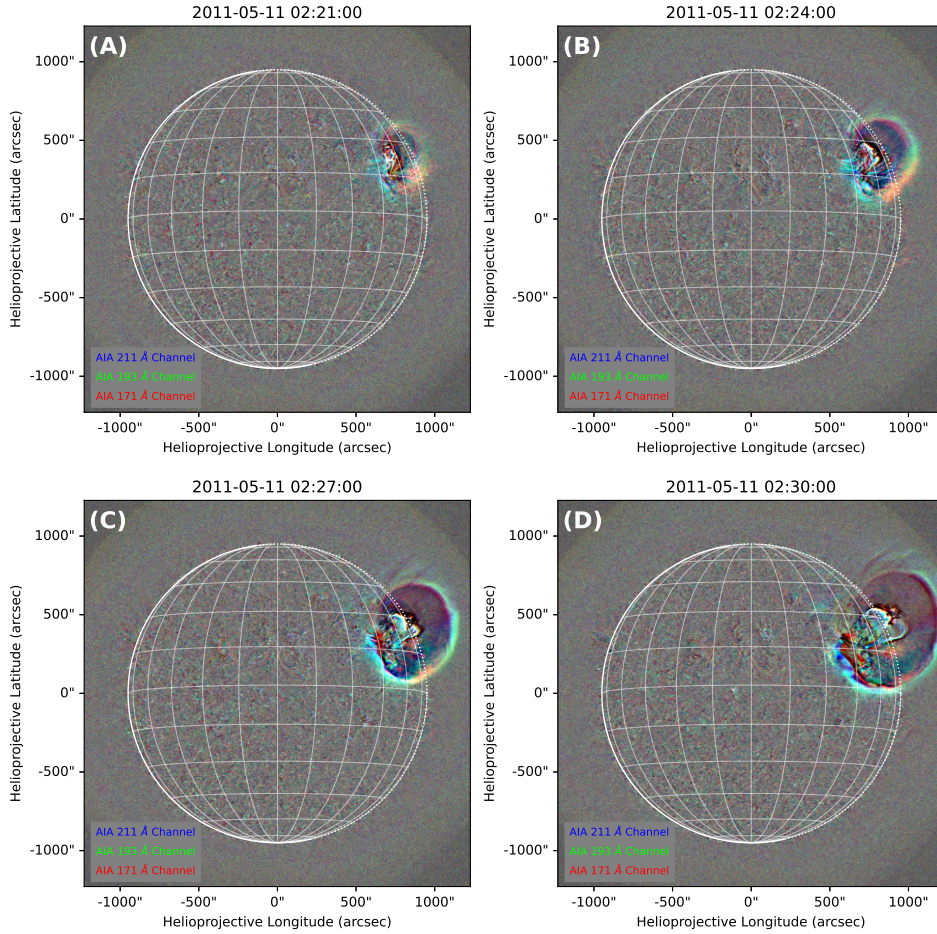 2011-05-11 02:21:00
(A)
1000"
500"
0"
-500"
-1000"
Helioprojective Latitude (arcsec)
AIA 211 Å Channel
AIA 193 Å Channel
AIA 171 Å Channel
-1000" -500" 0" 500" 1000"
Helioprojective Longitude (arcsec)
2011-05-11 02:24:00
(B)
1000"
500"
0"
-500"
-1000"
Helioprojective Latitude (arcsec)
AIA 211 Å Channel
AIA 193 Å Channel
AIA 171 Å Channel
-1000" -500" 0" 500" 1000"
Helioprojective Longitude (arcsec)
2011-05-11 02:27:00
(C)
1000"
500"
0"
-500"
-1000"
Helioprojective Latitude (arcsec)
AIA 211 Å Channel
AIA 193 Å Channel
AIA 171 Å Channel
-1000" -500" 0" 500" 1000"
Helioprojective Longitude (arcsec)
2011-05-11 02:30:00
(D)
1000"
500"
0"
-500"
-1000"
Helioprojective Latitude (arcsec)
AIA 211 Å Channel
AIA 193 Å Channel
AIA 171 Å Channel
-1000" -500" 0" 500" 1000"
Helioprojective Longitude (arcsec)